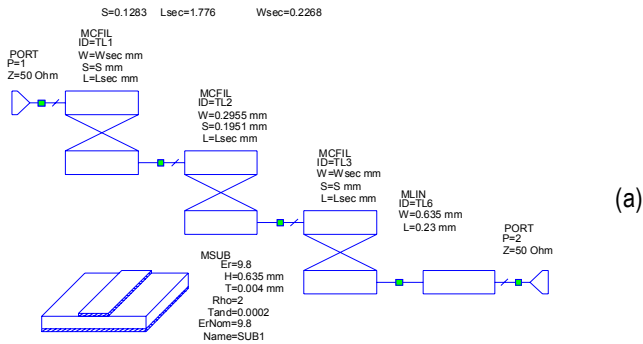 S=0.1283 Lsec=1.776 Wsec=0.2268
MCFIL
ID=TL1
W=Wsec mm
S=S mm
L=Lsec mm
PORT
P=1
Z=50 Ohm
MCFIL
ID=TL2
W=0.2955 mm
S=0.1951 mm
L=Lsec mm
MCFIL
ID=TL3
W=Wsec mm
S=S mm
L=Lsec mm
MLIN
ID=TL6
W=0.635 mm
L=0.23 mm
(a)
PORT
P=2
Z=50 Ohm
MSUB
Er=9.8
H=0.635 mm
T=0.004 mm
Rho=2
Tand=0.0002
ErNom=9.8
Name=SUB1